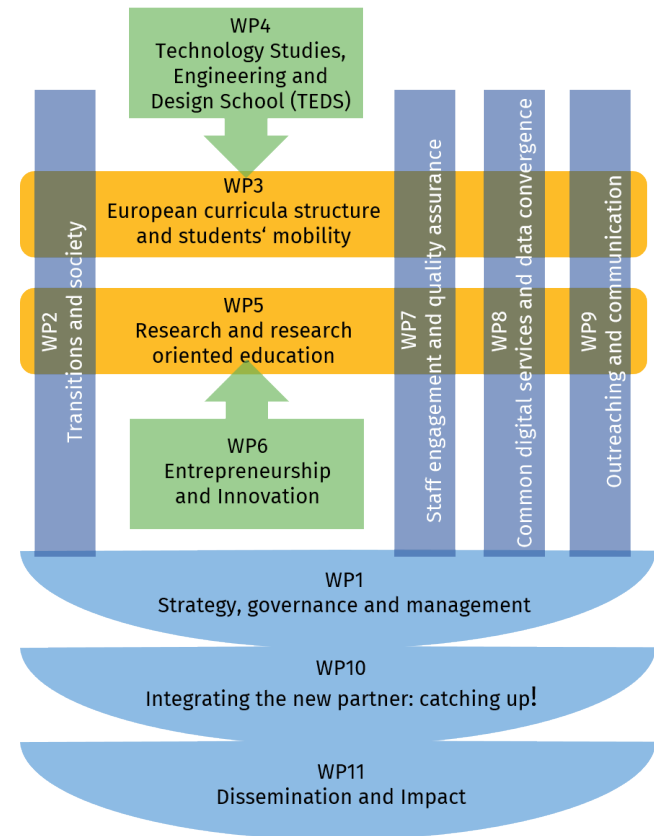 WP4
Technology Studies,
Engineering and
Design School (TEDS)
WP3
European curricula structure
and students‘ mobility
WP5
Research and research
oriented education
WP6
Entrepreneurship
and Innovation
WP2
Transitions and society
WP7
Staff engagement and quality assurance
WP8
Common digital services and data convergence
WP9
Outreaching and communication
WP1
Strategy, governance and management
WP10
Integrating the new partner: catching up!
WP11
Dissemination and Impact